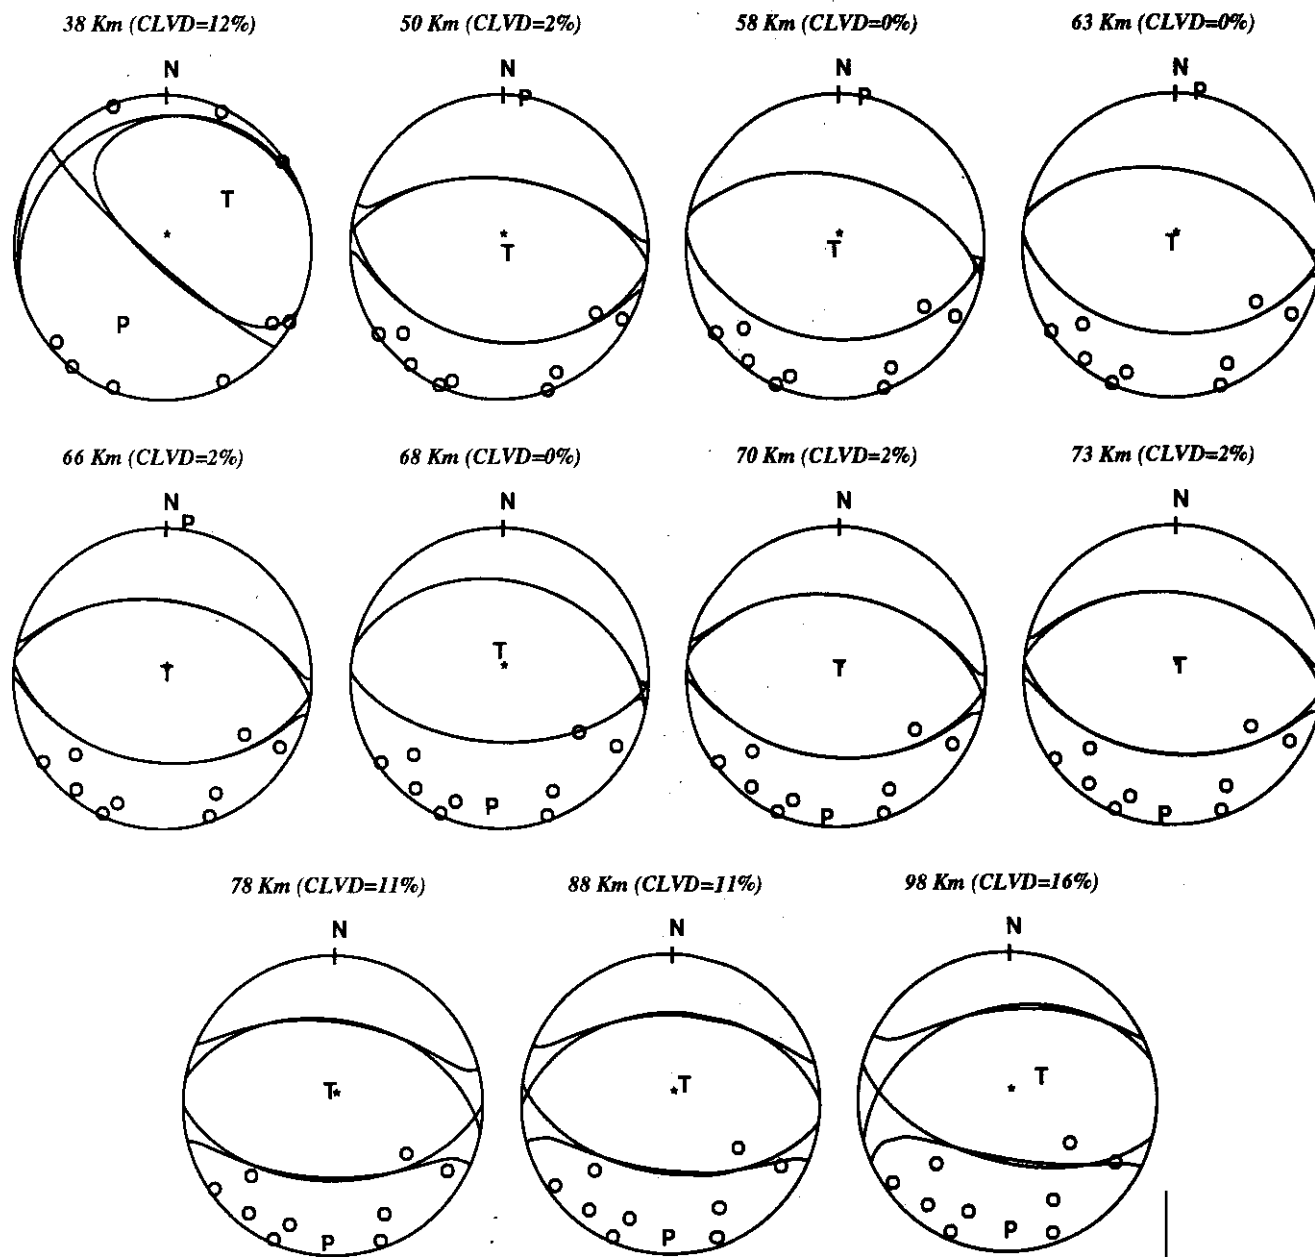 38 Km (CLVD=12%) 50 Km (CLVD=2%) 58 Km (CLVD=0%) 63 Km (CLVD=0%)
N N N N
P P P
T
T T T
P
66 Km (CLVD=2%) 68 Km (CLVD=0%) 70 Km (CLVD=2%) 73 Km (CLVD=2%)
N N N N
P
T T T T
P P P
78 Km (CLVD=11%) 88 Km (CLVD=11%) 98 Km (CLVD=16%)
N N N
T T T
P P P